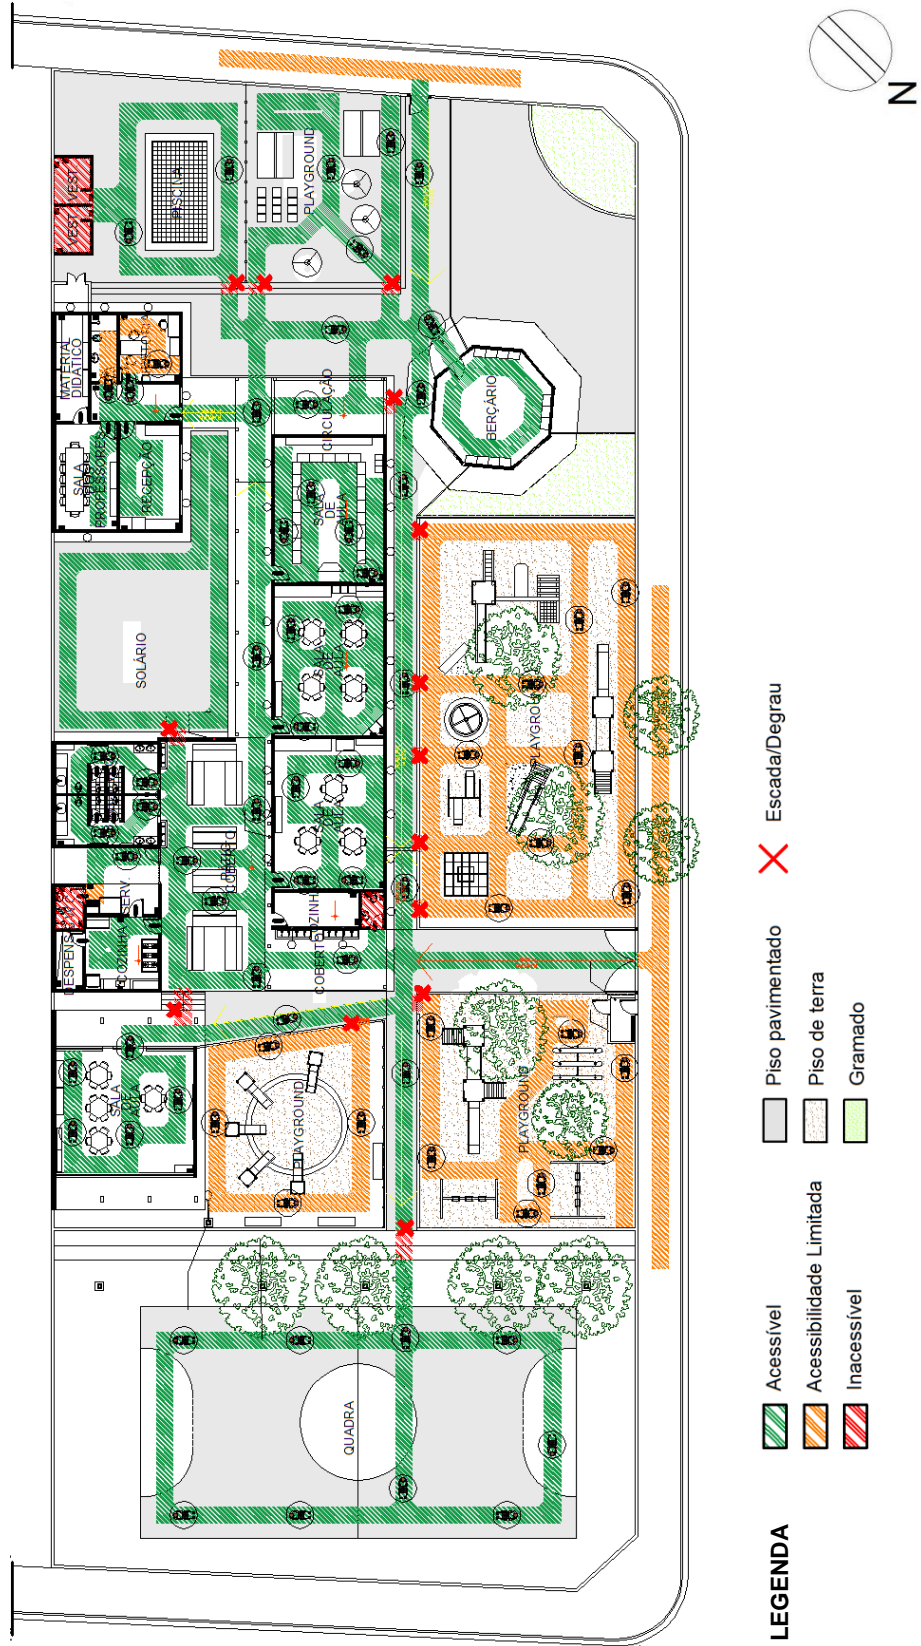 N
VEST
VEST
PISCINA
PLAYGROUND
MATERIAL
DIDÁTICO
SALA
PROFESSORES
RECEPÇÃO
CIRCULAÇÃO
BERÇÁRIO
SALA
DE
AULA
SOLÁRIO
SALA
DE
AULA
PLAYGROUND
SALA
PÁTIO
COBERTO
SERV.
COZINHA
DESPENSA
COZINHA
COBERTO
SALA
DE
AULA
PLAYGROUND
PLAYGROUND
QUADRA
LEGENDA
Acessível
Acessibilidade Limitada
Inacessível
Piso pavimentado
Piso de terra
Gramado
Escada/Degrau